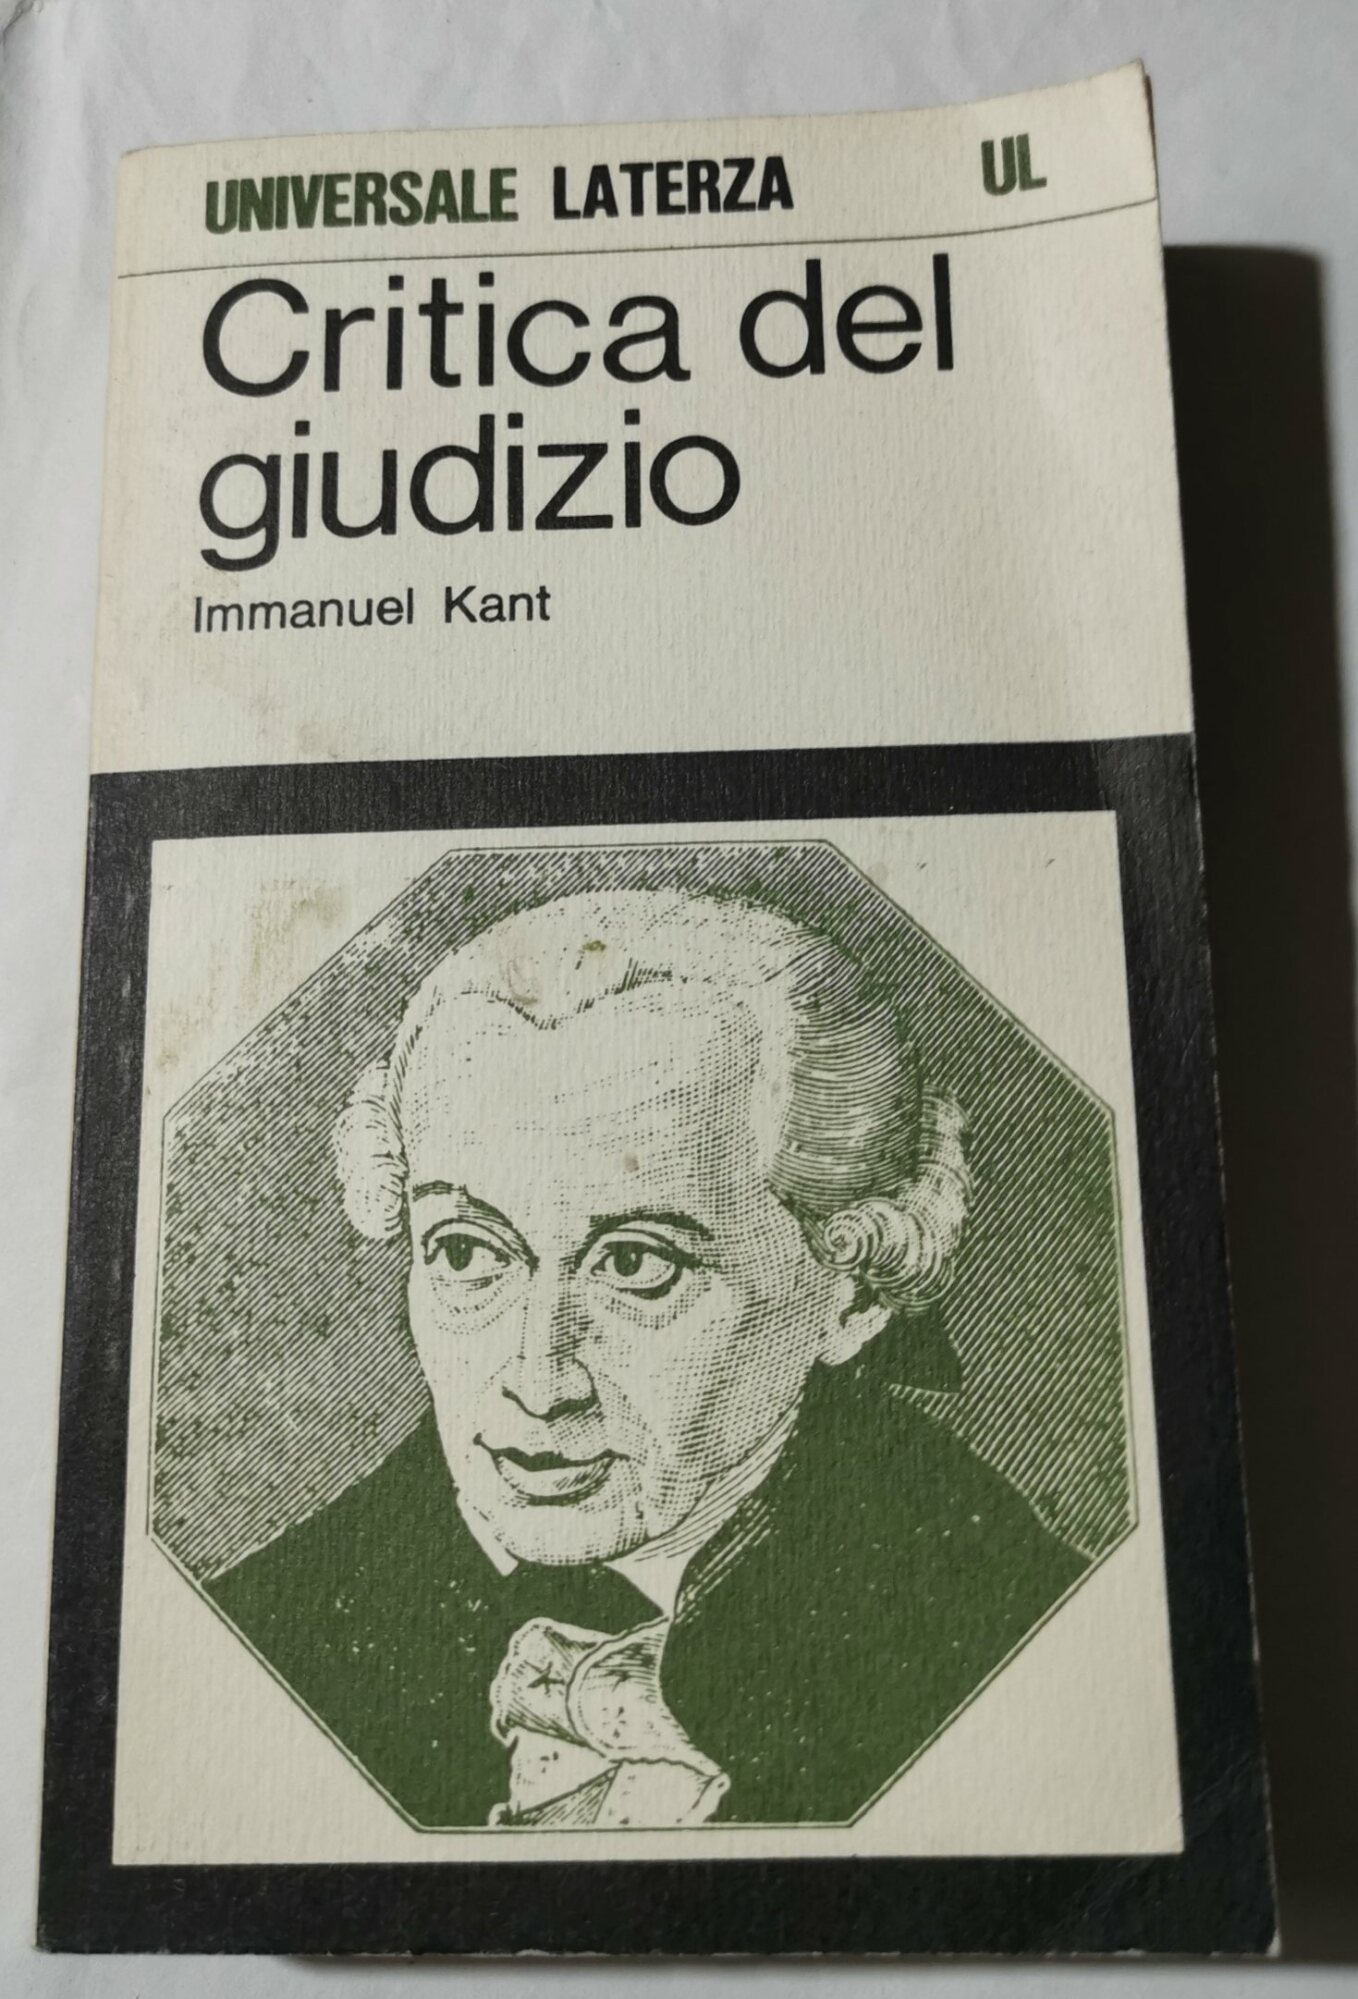 UNIVERSALE LATERZA UL
Critica del
giudizio
Immanuel Kant